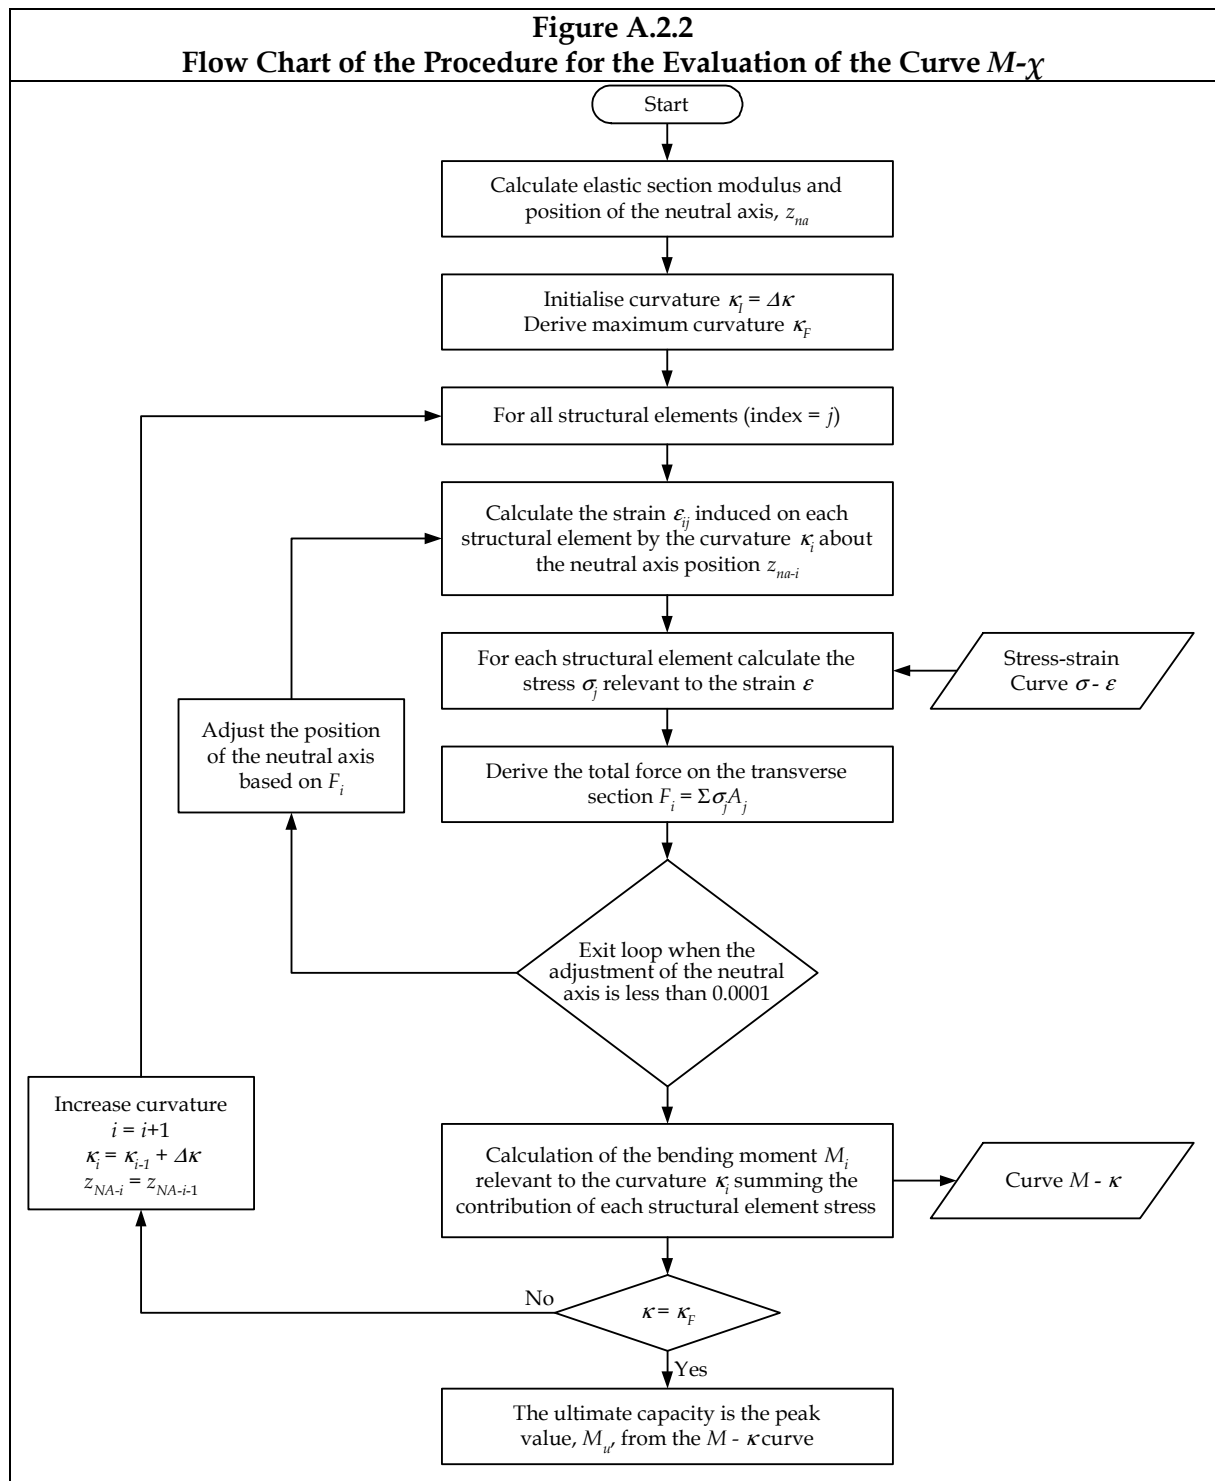 Figure A.2.2
Flow Chart of the Procedure for the Evaluation of the Curve M-χ
Start
Calculate elastic section modulus and
position of the neutral axis, z_na
Initialise curvature κ_I = Δκ
Derive maximum curvature κ_F
For all structural elements (index = j)
Calculate the strain ε_ij induced on each
structural element by the curvature κ_i about
the neutral axis position z_na-i
For each structural element calculate the
stress σ_j relevant to the strain ε
Stress-strain
Curve σ - ε
Adjust the position
of the neutral axis
based on F_i
Derive the total force on the transverse
section F_i = Σσ_jA_j
Exit loop when the
adjustment of the neutral
axis is less than 0.0001
Increase curvature
i = i+1
κ_i = κ_i-1 + Δκ
z_NA-i = z_NA-i-1
Calculation of the bending moment M_i
relevant to the curvature κ_i summing the
contribution of each structural element stress
Curve M - κ
No
κ = κ_F
Yes
The ultimate capacity is the peak
value, M_u, from the M - κ curve